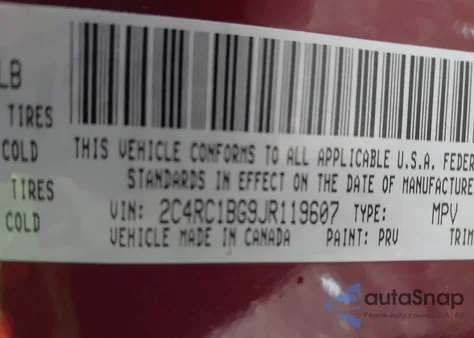 LB
TIRES
COLD THIS VEHICLE CONFORMS TO ALL APPLICABLE U.S.A. FEDER
STANDARDS IN EFFECT ON THE DATE OF MANUFACTURE
TIRES
VIN: 2C4RC1BG9JR119607 TYPE: MPV
COLD
VEHICLE MADE IN CANADA PAINT: PRV TRIM
autaSnap